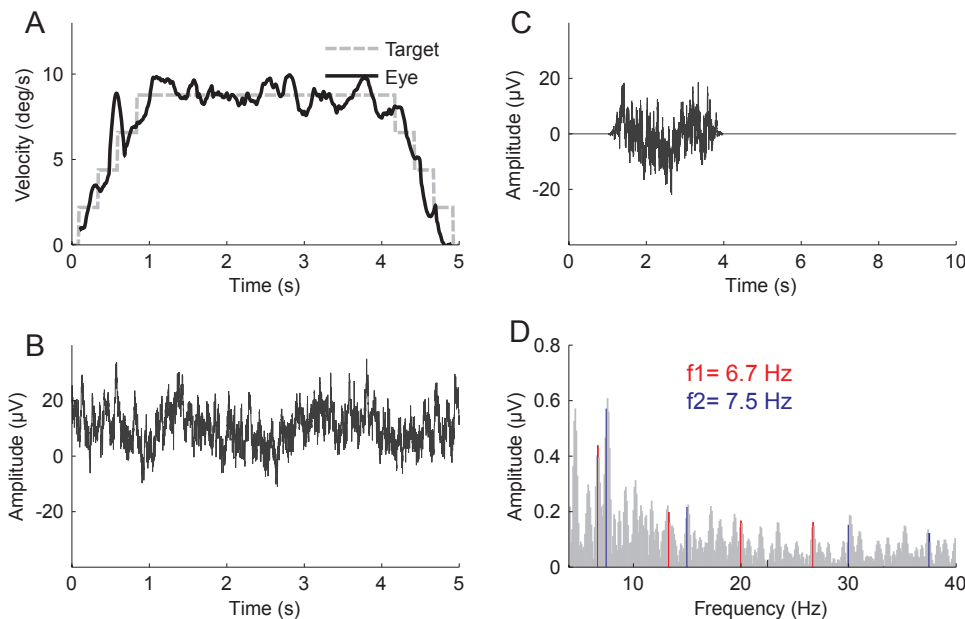 A
Velocity (deg/s)
10
5
0
Target
Eye
0 1 2 3 4 5
Time (s)
C
Amplitude (µV)
20
0
-20
0 2 4 6 8 10
Time (s)
B
Amplitude (µV)
20
0
-20
0 1 2 3 4 5
Time (s)
D
Amplitude (µV)
0.8
0.6
0.4
0.2
0
f1= 6.7 Hz
f2= 7.5 Hz
10 20 30 40
Frequency (Hz)